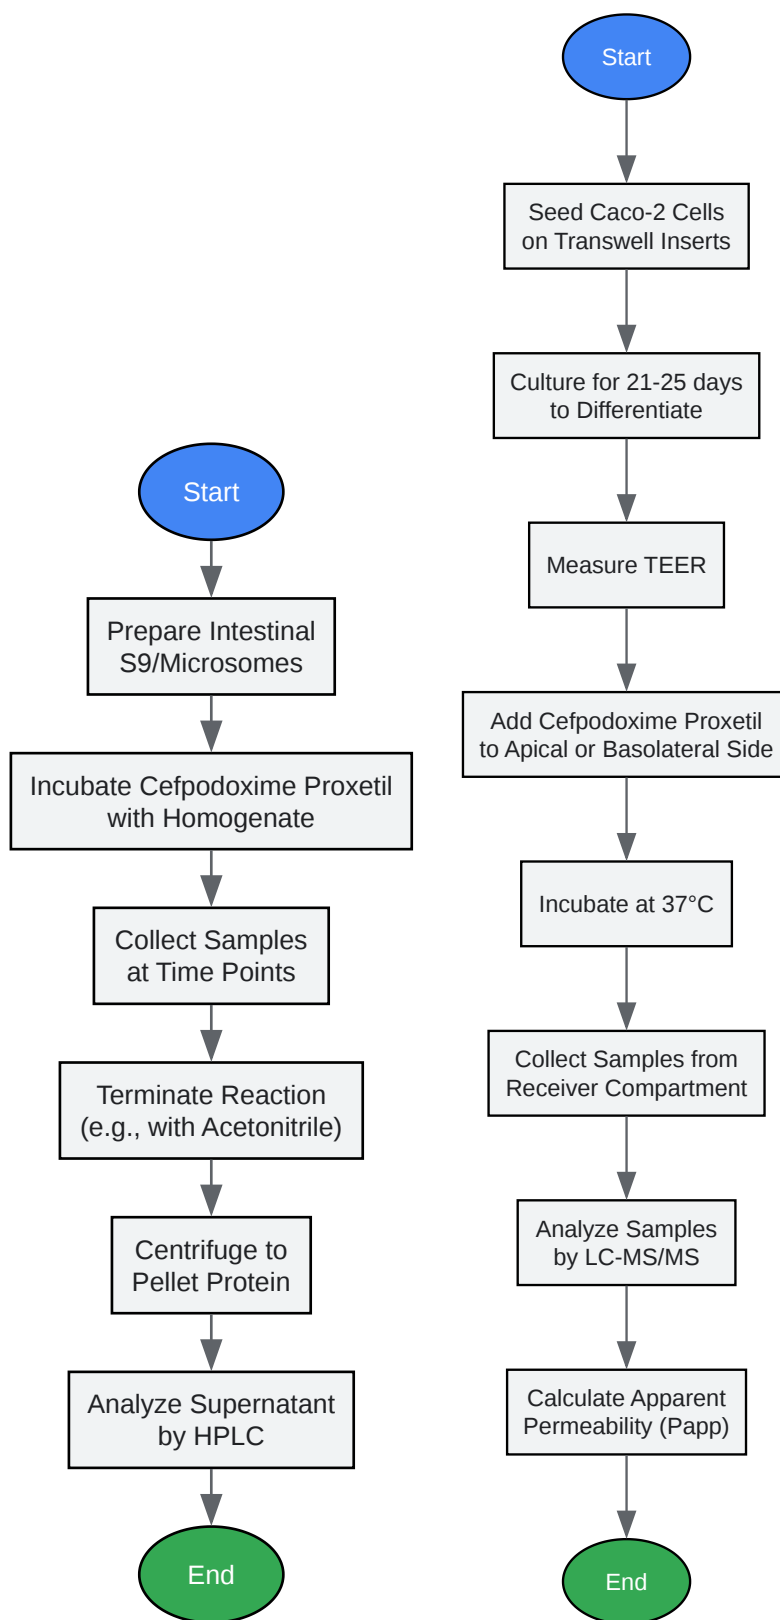 Start
Prepare Intestinal
S9/Microsomes
Incubate Cefpodoxime Proxetil
with Homogenate
Collect Samples
at Time Points
Terminate Reaction
(e.g., with Acetonitrile)
Centrifuge to
Pellet Protein
Analyze Supernatant
by HPLC
End
Start
Seed Caco-2 Cells
on Transwell Inserts
Culture for 21-25 days
to Differentiate
Measure TEER
Add Cefpodoxime Proxetil
to Apical or Basolateral Side
Incubate at 37°C
Collect Samples from
Receiver Compartment
Analyze Samples
by LC-MS/MS
Calculate Apparent
Permeability (Papp)
End